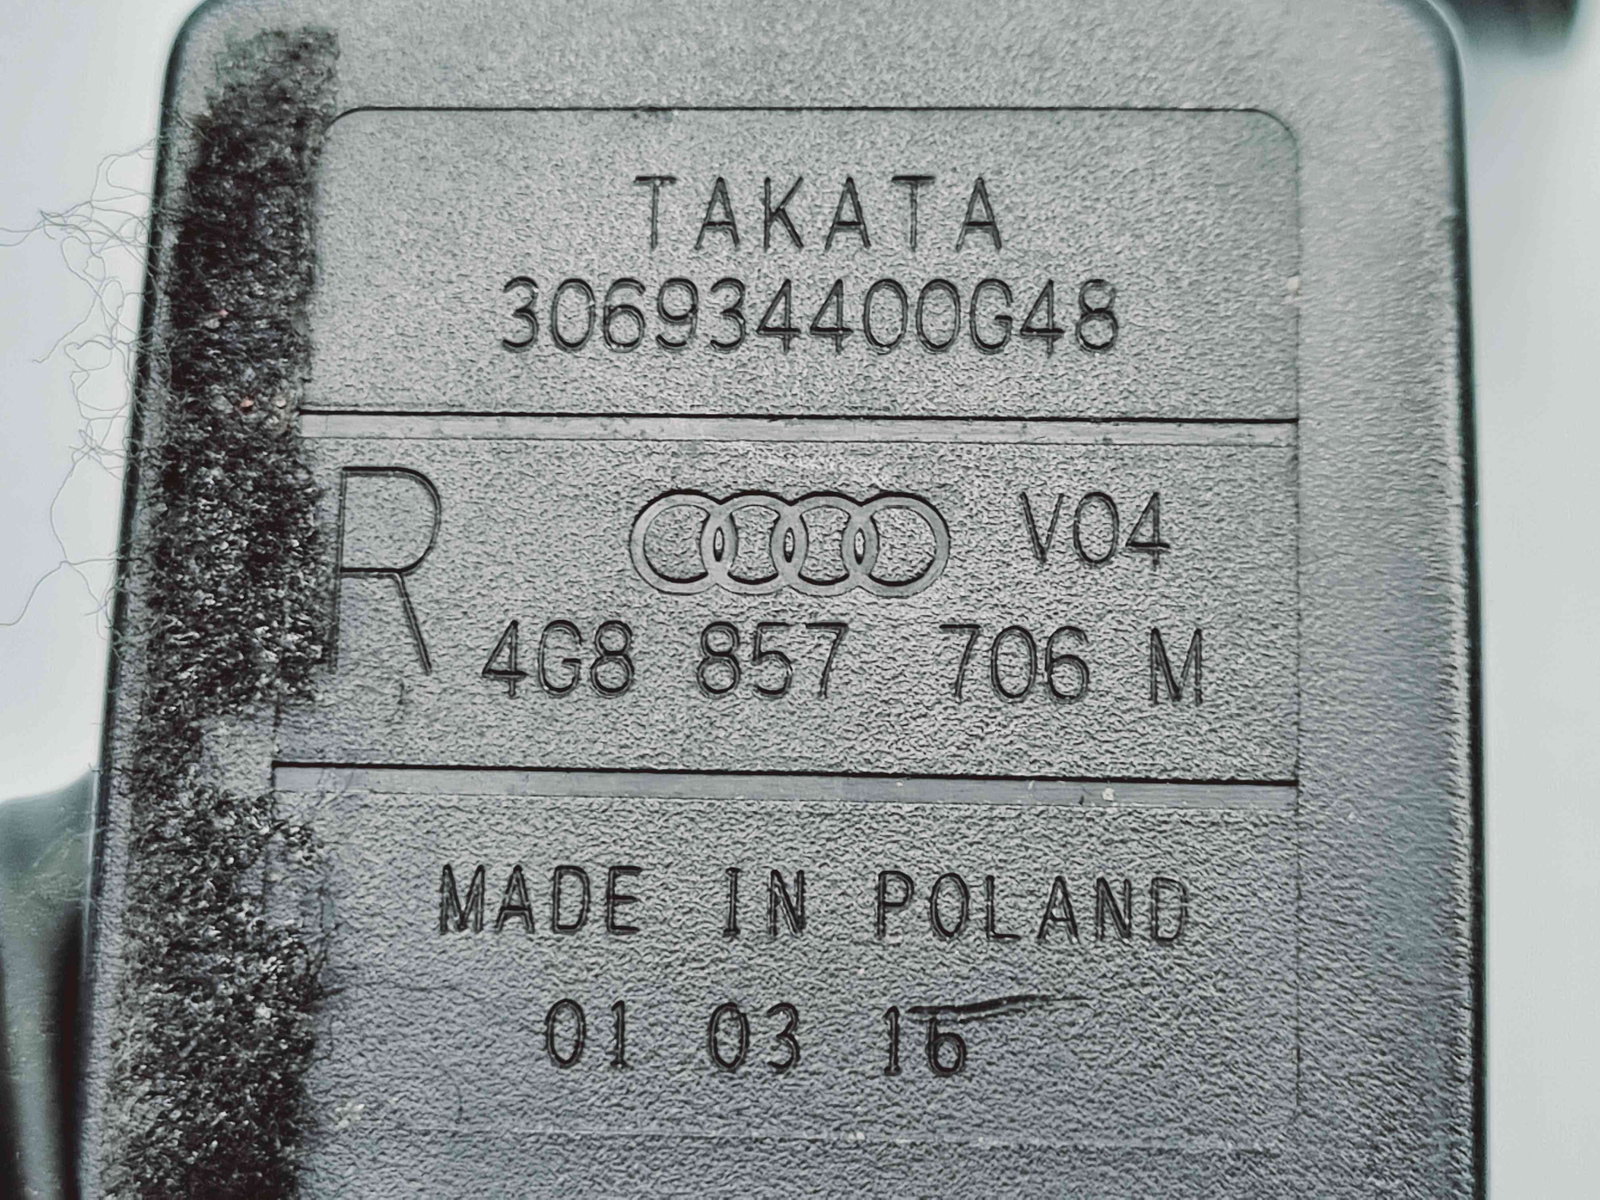 TAKATA
306934400G48
R V04
4G8 857 706 M
MADE IN POLAND
01 03 16